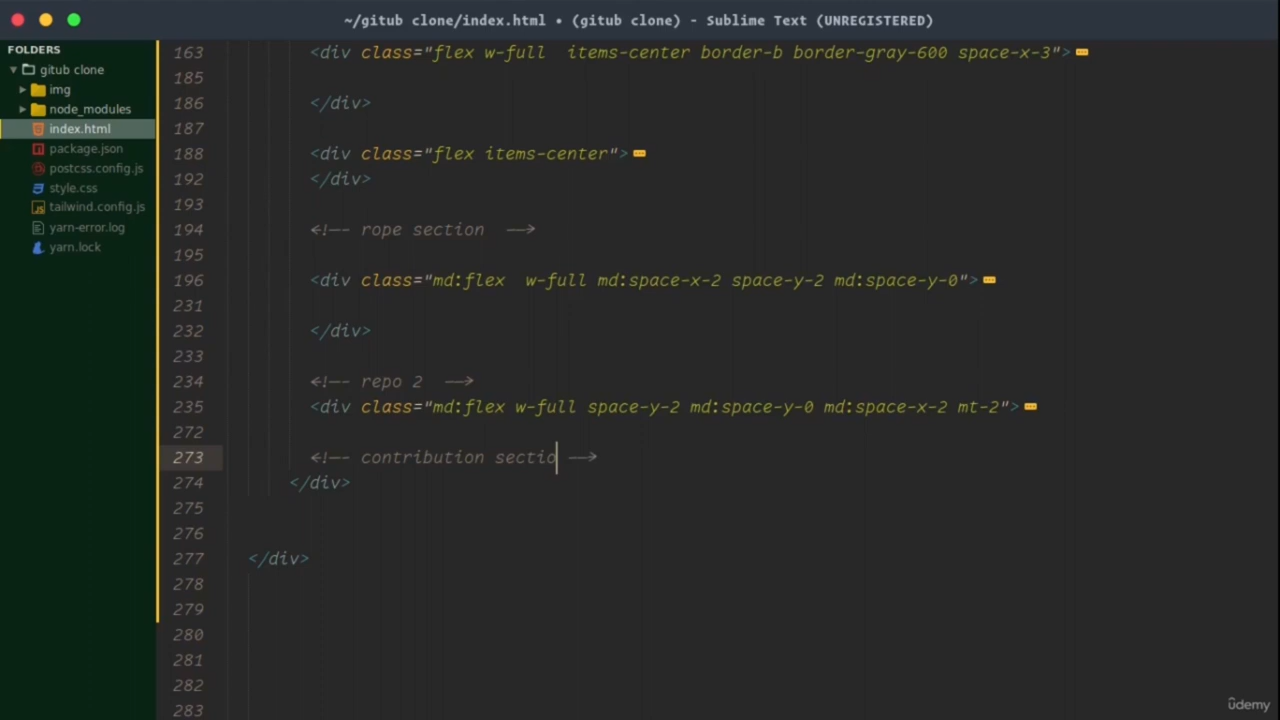 ~/gitub clone/index.html • (gitub clone) - Sublime Text (UNREGISTERED)
FOLDERS
gitub clone
img
node_modules
index.html
package.json
postcss.config.js
style.css
tailwind.config.js
yarn-error.log
yarn.lock
163 <div class="flex w-full  items-center border-b border-gray-600 space-x-3">
185
186 </div>
187
188 <div class="flex items-center">
192 </div>
193
194 <!-- rope section  -->
195
196 <div class="md:flex  w-full md:space-x-2 space-y-2 md:space-y-0">
231
232 </div>
233
234 <!-- repo 2  -->
235 <div class="md:flex w-full space-y-2 md:space-y-0 md:space-x-2 mt-2">
272
273 <!-- contribution sectio -->
274 </div>
275
276
277 </div>
278
279
280
281
282
283
ûdemy